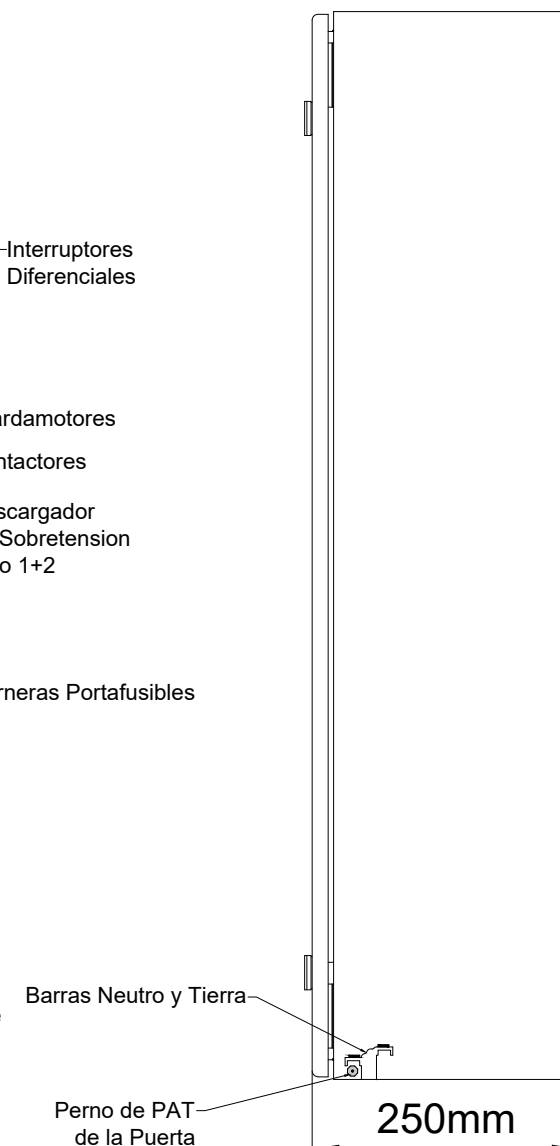 Interruptores
Diferenciales
ardamotores
ntactores
scargador
Sobretension
o 1+2
rneras Portafusibles
Barras Neutro y Tierra
Perno de PAT
de la Puerta
250mm